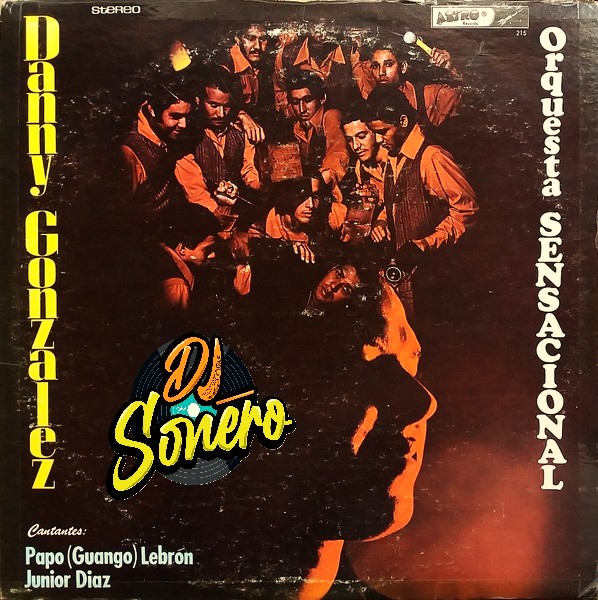 stereo
ASTRO®
Records
215
Danny Gonzalez
Orquesta SENSACIONAL
DJ
Sonero
Cantantes:
Papo (Guango) Lebrón
Junior Diaz